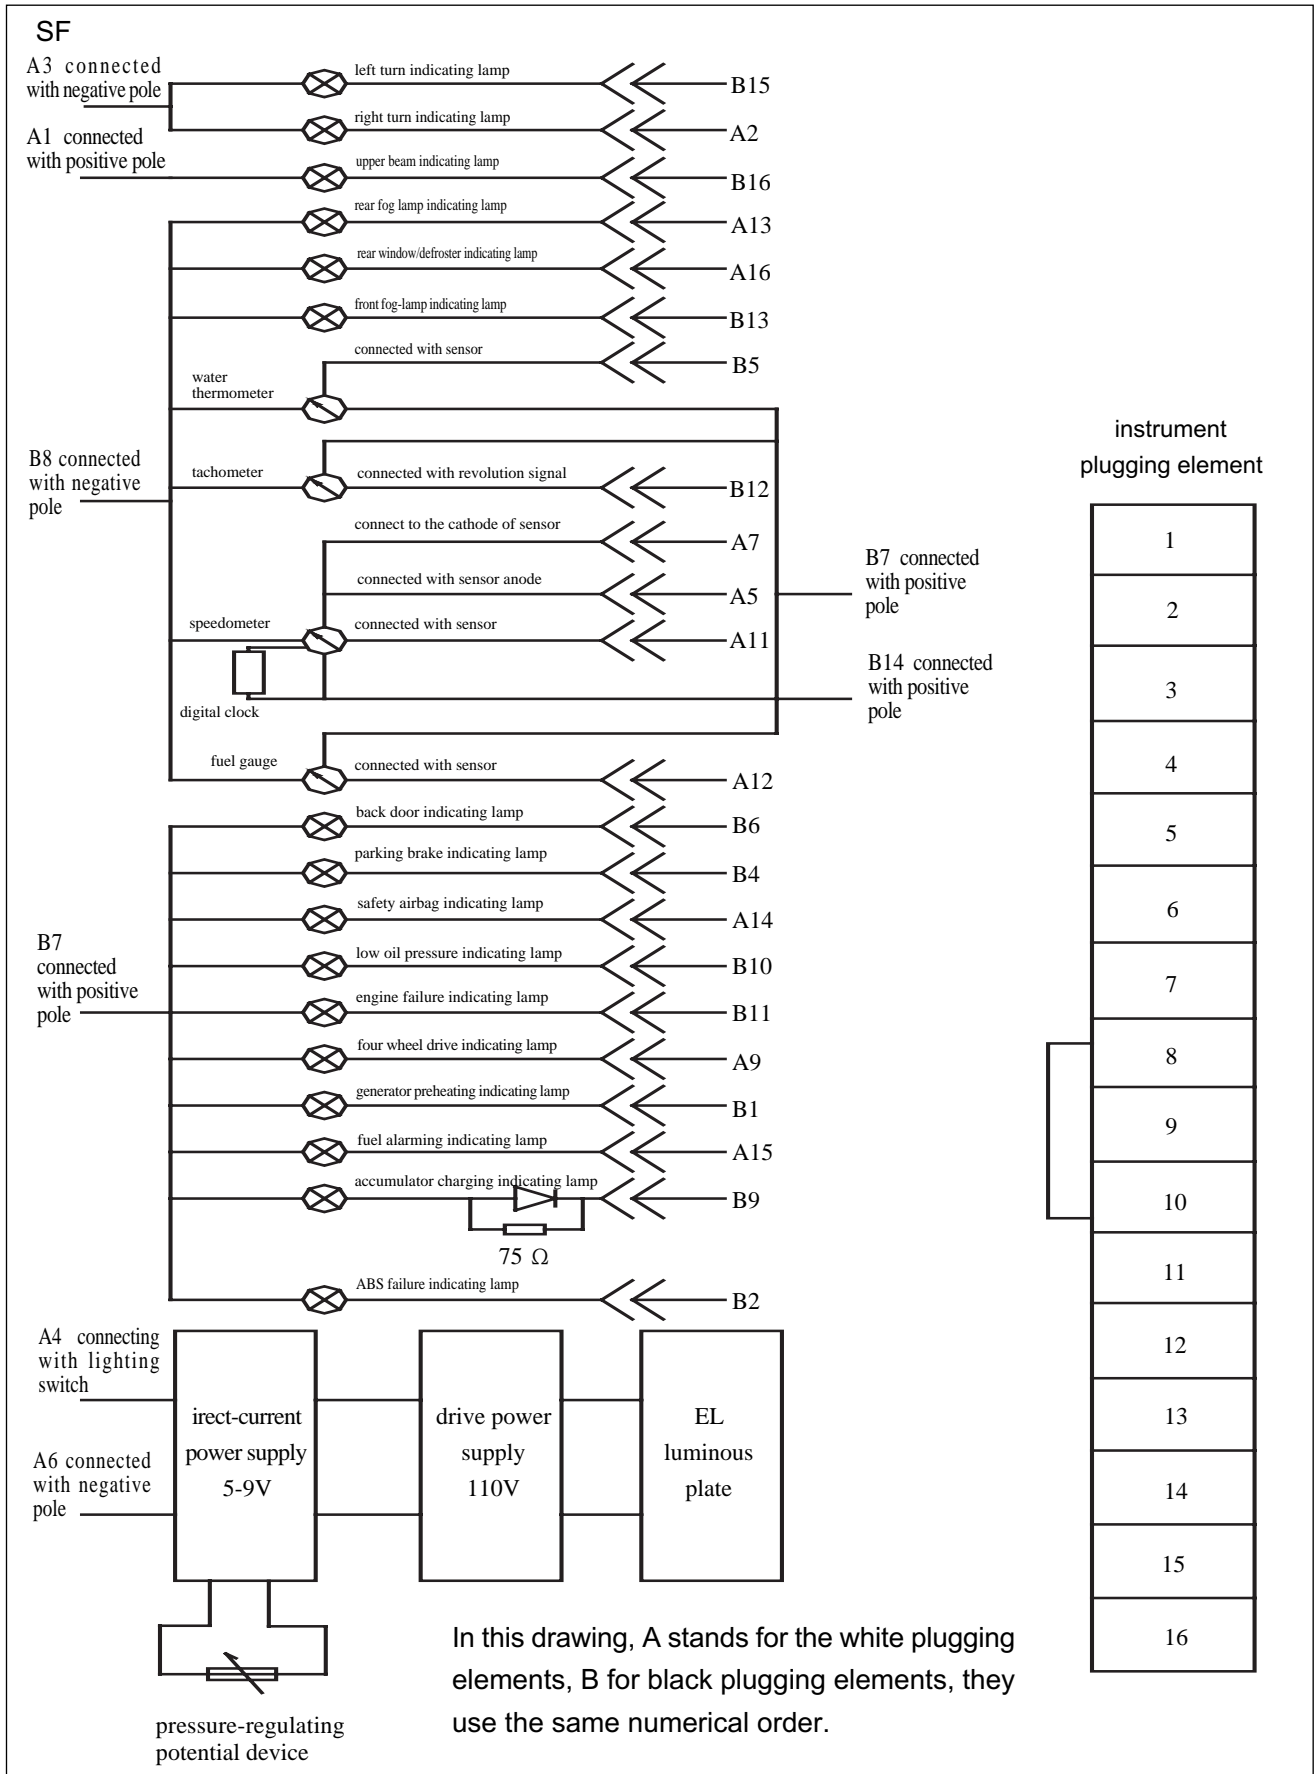 SF
A3 connected
with negative pole
left turn indicating lamp
B15
right turn indicating lamp
A2
A1 connected
with positive pole
upper beam indicating lamp
B16
rear fog lamp indicating lamp
A13
rear window/defroster indicating lamp
A16
front fog-lamp indicating lamp
B13
connected with sensor
B5
water
thermometer
B8 connected
with negative
pole
tachometer
connected with revolution signal
B12
connect to the cathode of sensor
A7
connected with sensor anode
A5
speedometer
connected with sensor
A11
digital clock
B7 connected
with positive
pole
B14 connected
with positive
pole
fuel gauge
connected with sensor
A12
back door indicating lamp
B6
parking brake indicating lamp
B4
safety airbag indicating lamp
A14
B7
connected
with positive
pole
low oil pressure indicating lamp
B10
engine failure indicating lamp
B11
four wheel drive indicating lamp
A9
generator preheating indicating lamp
B1
fuel alarming indicating lamp
A15
accumulator charging indicating lamp
B9
75 Ω
ABS failure indicating lamp
B2
A4 connecting
with lighting
switch
A6 connected
with negative
pole
irect-current
power supply
5-9V
drive power
supply
110V
EL
luminous
plate
pressure-regulating
potential device
In this drawing, A stands for the white plugging
elements, B for black plugging elements, they
use the same numerical order.
instrument
plugging element
1
2
3
4
5
6
7
8
9
10
11
12
13
14
15
16